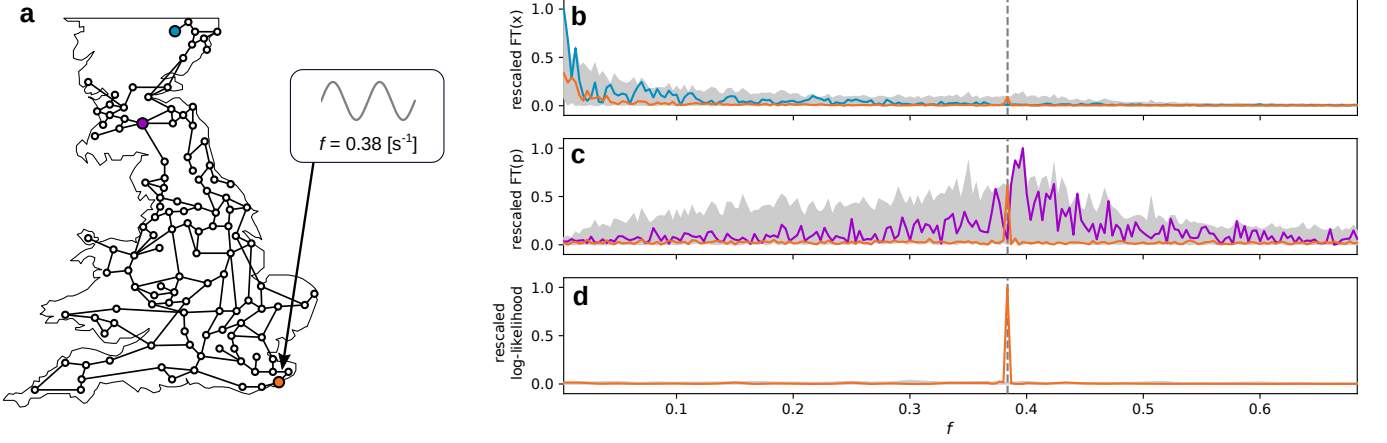 a
f = 0.38 [s⁻¹]
b
rescaled FT(x)
1.0
0.5
0.0
c
rescaled FT(p)
1.0
0.5
0.0
d
rescaled
log-likelihood
1.0
0.5
0.0
0.1 0.2 0.3 0.4 0.5 0.6
f